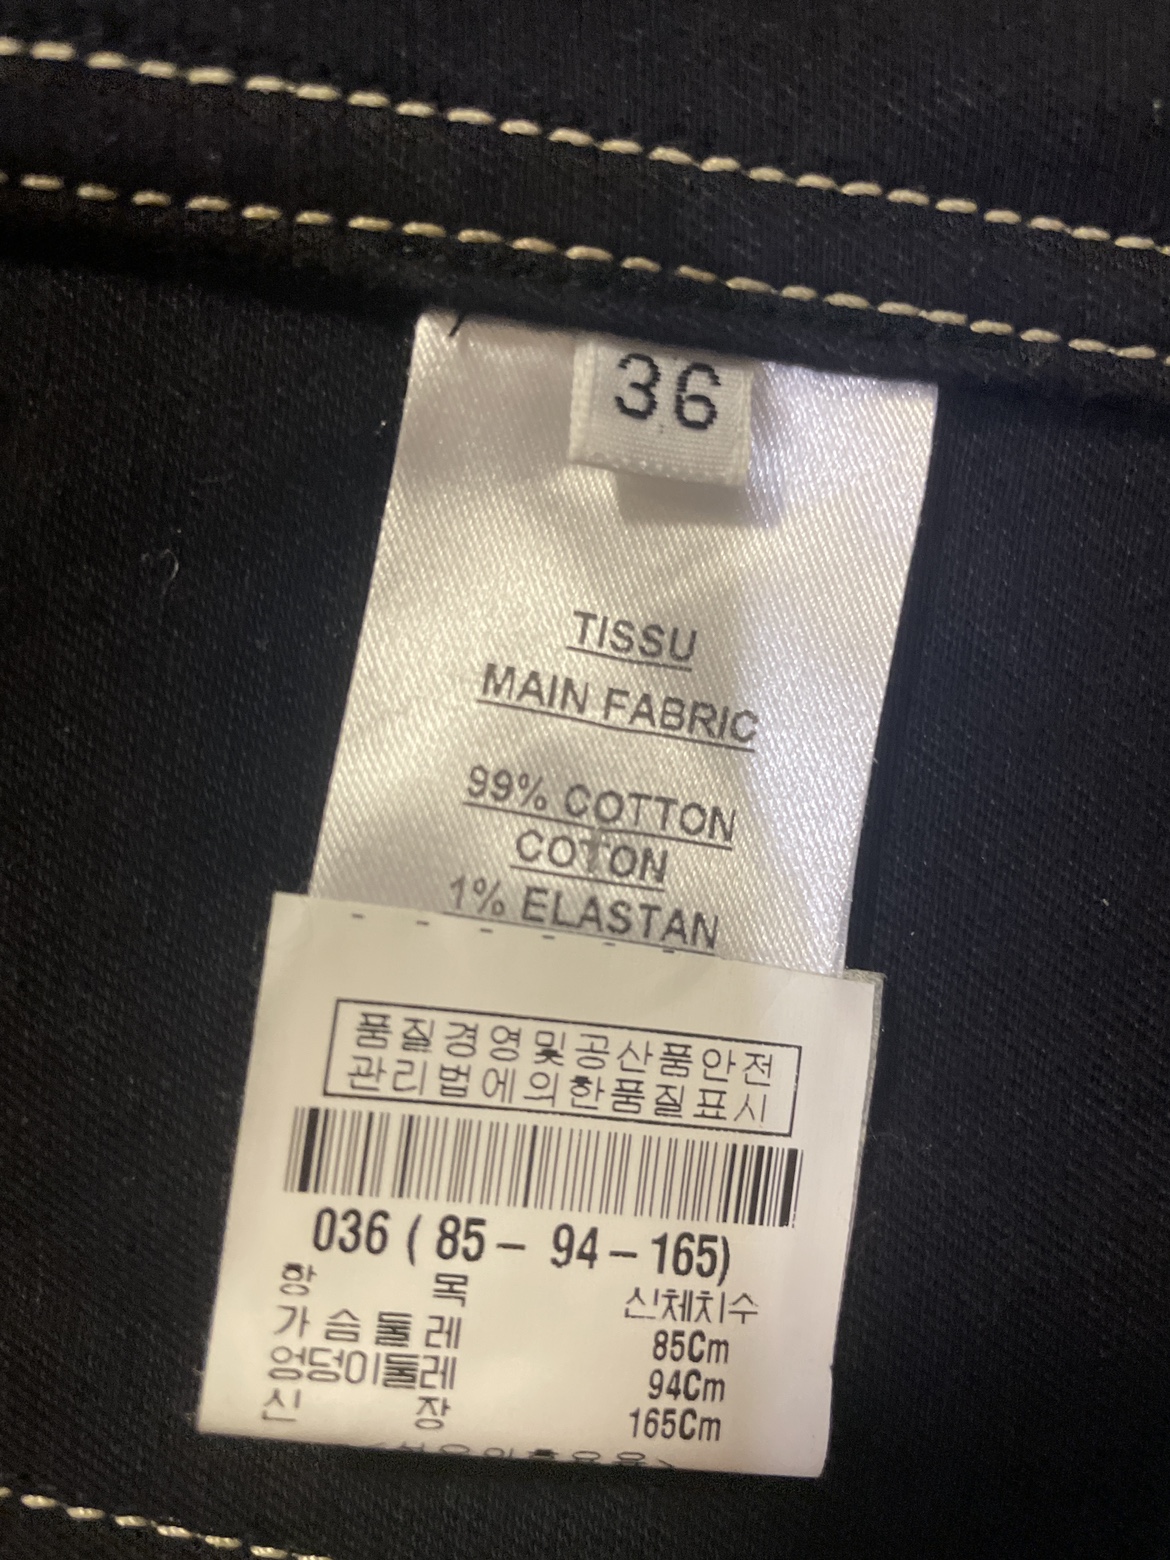 36
TISSU
MAIN FABRIC
99% COTTON
COTON
1% ELASTAN
품질경영및공산품안전
관리법에의한품질표시
036 ( 85 - 94 - 165)
항 목 신체치수
가슴둘레 85Cm
엉덩이둘레 94Cm
신 장 165Cm